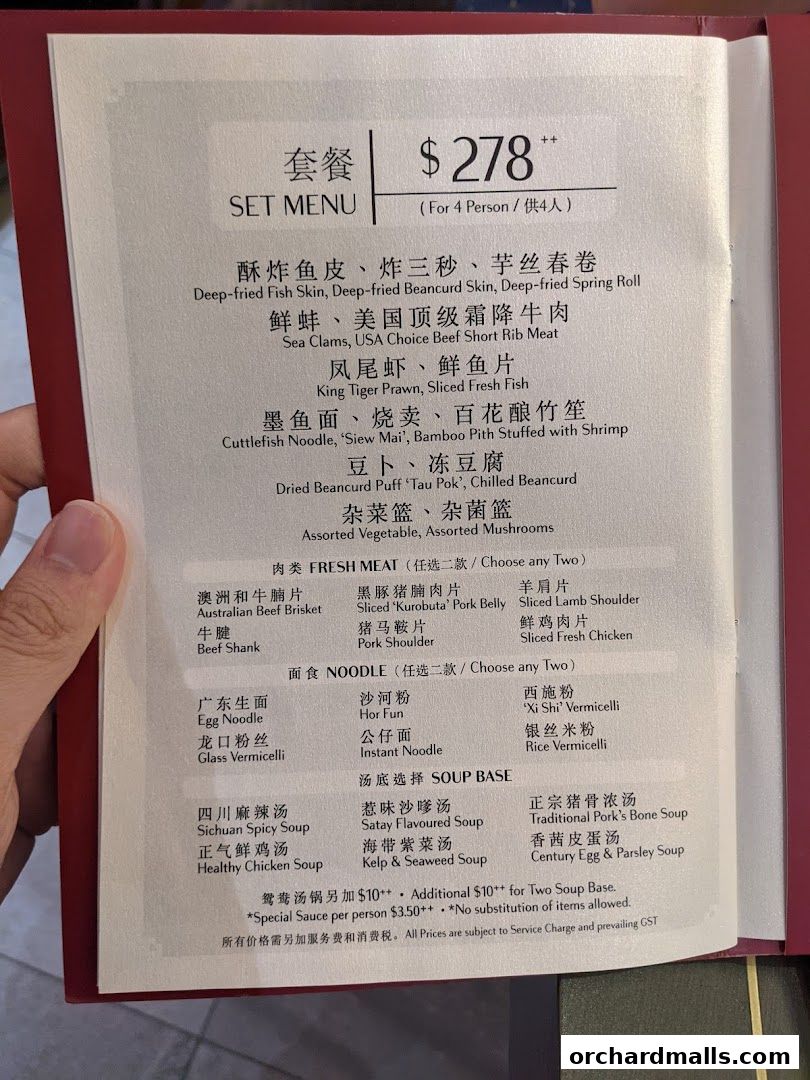 套餐
SET MENU
$ 278++
( For 4 Person / 供4人 )
酥炸鱼皮、炸三秒、芋丝春卷
Deep-fried Fish Skin, Deep-fried Beancurd Skin, Deep-fried Spring Roll
鲜蚌、美国顶级霜降牛肉
Sea Clams, USA Choice Beef Short Rib Meat
凤尾虾、鲜鱼片
King Tiger Prawn, Sliced Fresh Fish
墨鱼面、烧卖、百花酿竹笙
Cuttlefish Noodle, ‘Siew Mai’, Bamboo Pith Stuffed with Shrimp
豆卜、冻豆腐
Dried Beancurd Puff ‘Tau Pok’, Chilled Beancurd
杂菜篮、杂菌篮
Assorted Vegetable, Assorted Mushrooms
肉类 FRESH MEAT (任选二款 / Choose any Two)
澳洲和牛腩片 黑豚猪腩肉片 羊肩片
Australian Beef Brisket Sliced ‘Kurobuta’ Pork Belly Sliced Lamb Shoulder
牛腱 猪马鞍片 鲜鸡肉片
Beef Shank Pork Shoulder Sliced Fresh Chicken
面食 NOODLE (任选二款 / Choose any Two)
广东生面 沙河粉 西施粉
Egg Noodle Hor Fun ‘Xi Shi’ Vermicelli
龙口粉丝 公仔面 银丝米粉
Glass Vermicelli Instant Noodle Rice Vermicelli
汤底选择 SOUP BASE
四川麻辣汤 惹味沙嗲汤 正宗猪骨浓汤
Sichuan Spicy Soup Satay Flavoured Soup Traditional Pork's Bone Soup
正气鲜鸡汤 海带紫菜汤 香茜皮蛋汤
Healthy Chicken Soup Kelp & Seaweed Soup Century Egg & Parsley Soup
鸳鸯汤锅另加$10++ • Additional $10++ for Two Soup Base.
*Special Sauce per person $3.50++ • *No substitution of items allowed.
所有价格需另加服务费和消费税。All Prices are subject to Service Charge and prevailing GST
orchardmalls.com